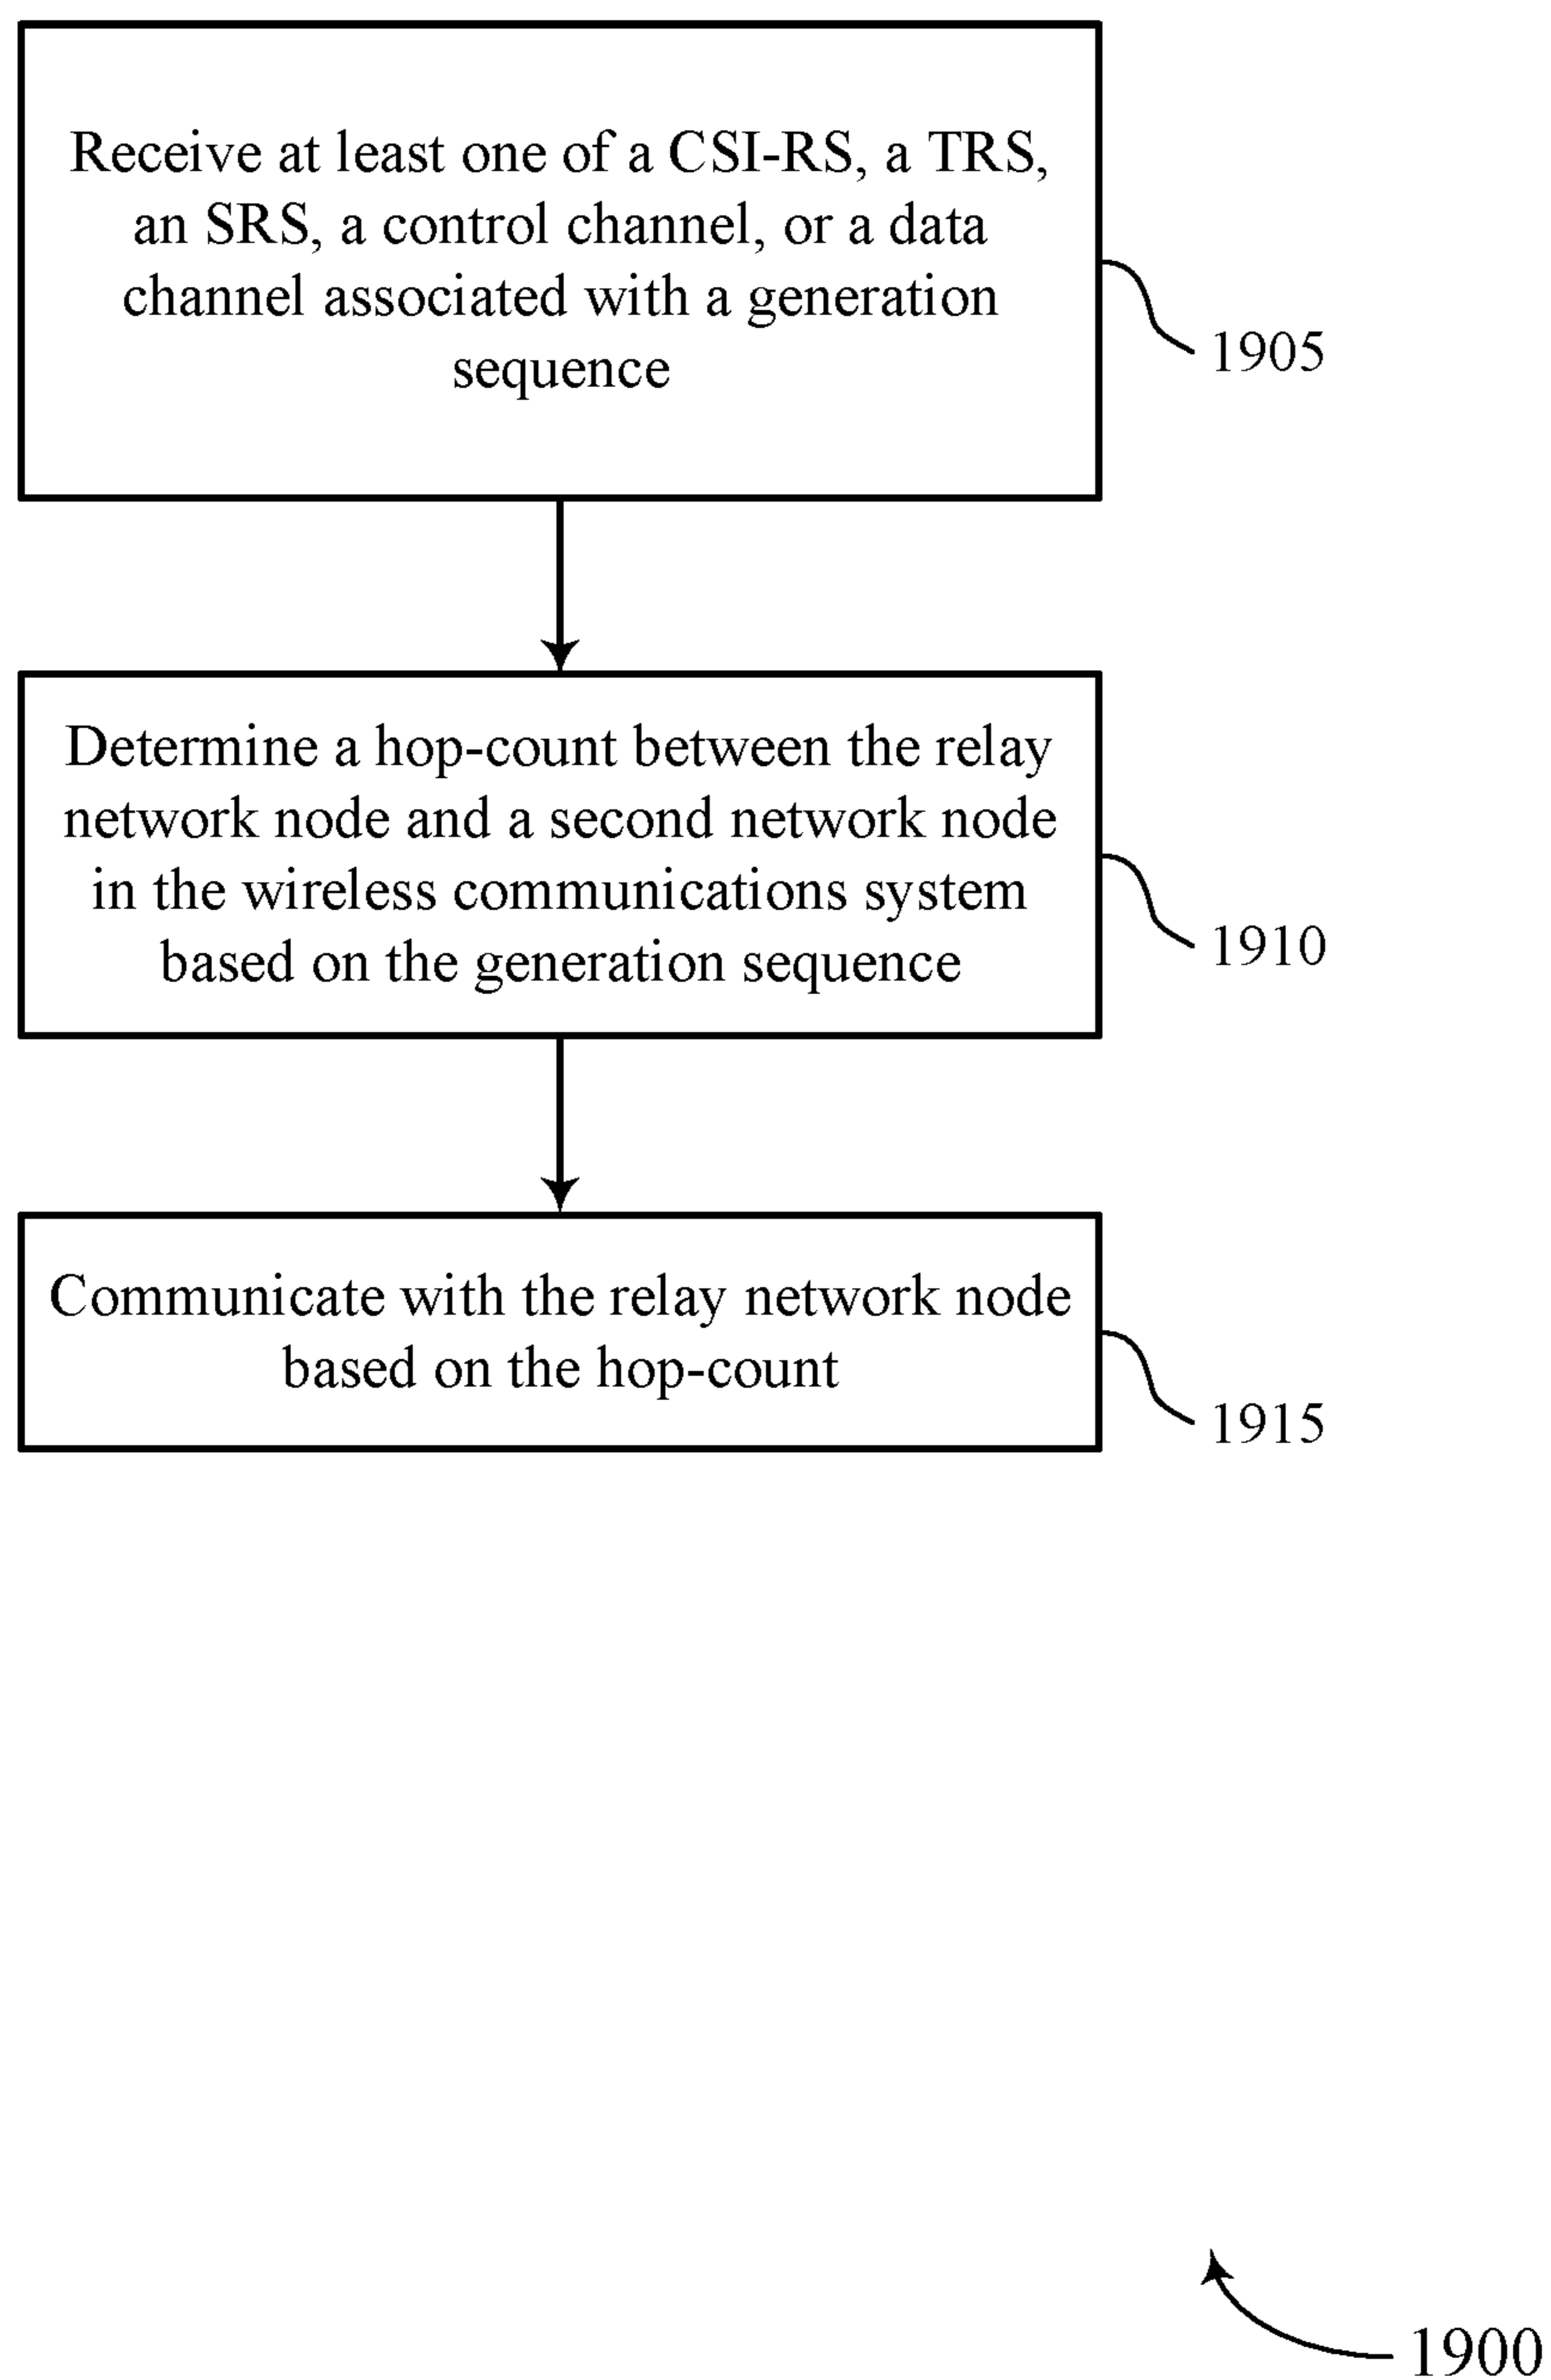 Receive at least one of a CSI-RS, a TRS,
an SRS, a control channel, or a data
channel associated with a generation
sequence
1905
Determine a hop-count between the relay
network node and a second network node
in the wireless communications system
based on the generation sequence
1910
Communicate with the relay network node
based on the hop-count
1915
1900